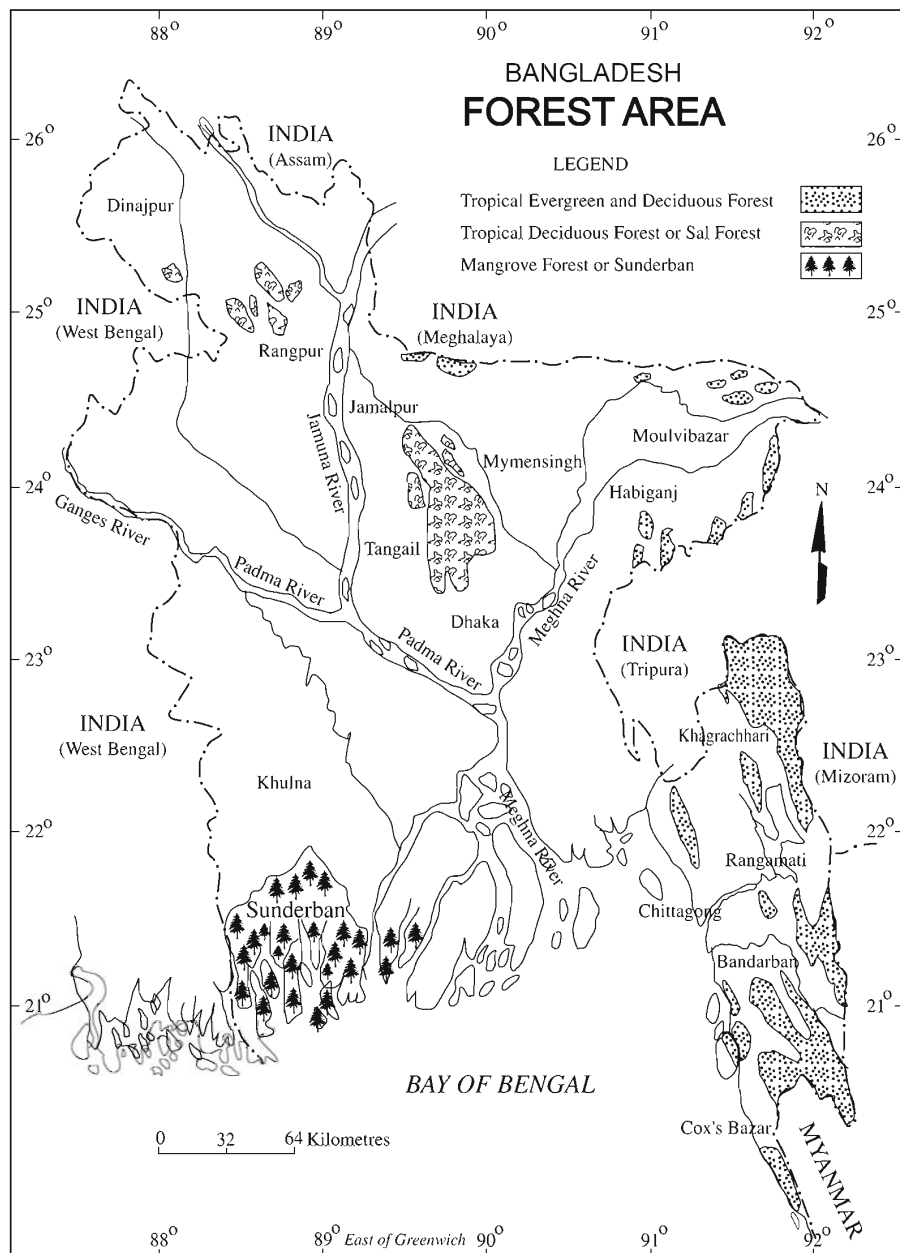 88° 89° 90° 91° 92°
BANGLADESH
FOREST AREA
LEGEND
Tropical Evergreen and Deciduous Forest
Tropical Deciduous Forest or Sal Forest
Mangrove Forest or Sunderban
26°
26°
INDIA
(Assam)
Dinajpur
25°
25°
INDIA
(West Bengal)
INDIA
(Meghalaya)
Rangpur
Jamalpur
Jamuna River
Moulvibazar
Mymensingh
24°
24°
Habiganj
N
Ganges River
Tangail
Padma River
Meghna River
Dhaka
Padma River
23°
23°
INDIA
(Tripura)
INDIA
(West Bengal)
Khagrachhari
INDIA
(Mizoram)
Khulna
Meghna River
22°
22°
Rangamati
Sunderban
Chittagong
Bandarban
21°
21°
BAY OF BENGAL
Cox's Bazar
MYANMAR
0 32 64 Kilometres
88° 89° East of Greenwich 90° 91° 92°